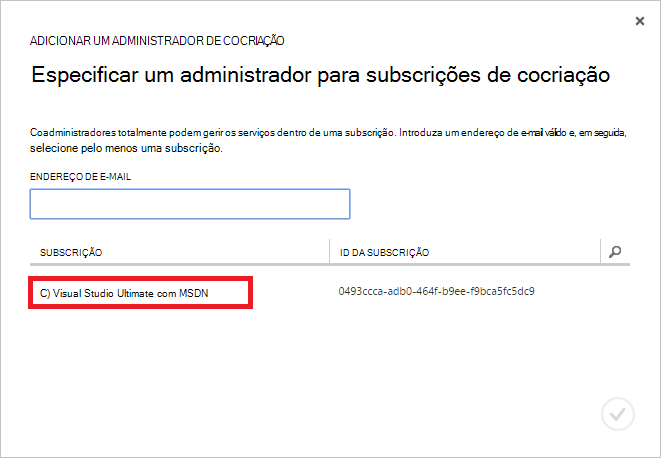 ADICIONAR UM ADMINISTRADOR DE COCRIAÇÃO
Especificar um administrador para subscrições de cocriação
Coadministradores totalmente podem gerir os serviços dentro de uma subscrição. Introduza um endereço de e-mail válido e, em seguida,
selecione pelo menos uma subscrição.
ENDEREÇO DE E-MAIL
SUBSCRIÇÃO ID DA SUBSCRIÇÃO
C) Visual Studio Ultimate com MSDN 0493ccca-adb0-464f-b9ee-f9bca5fc5dc9